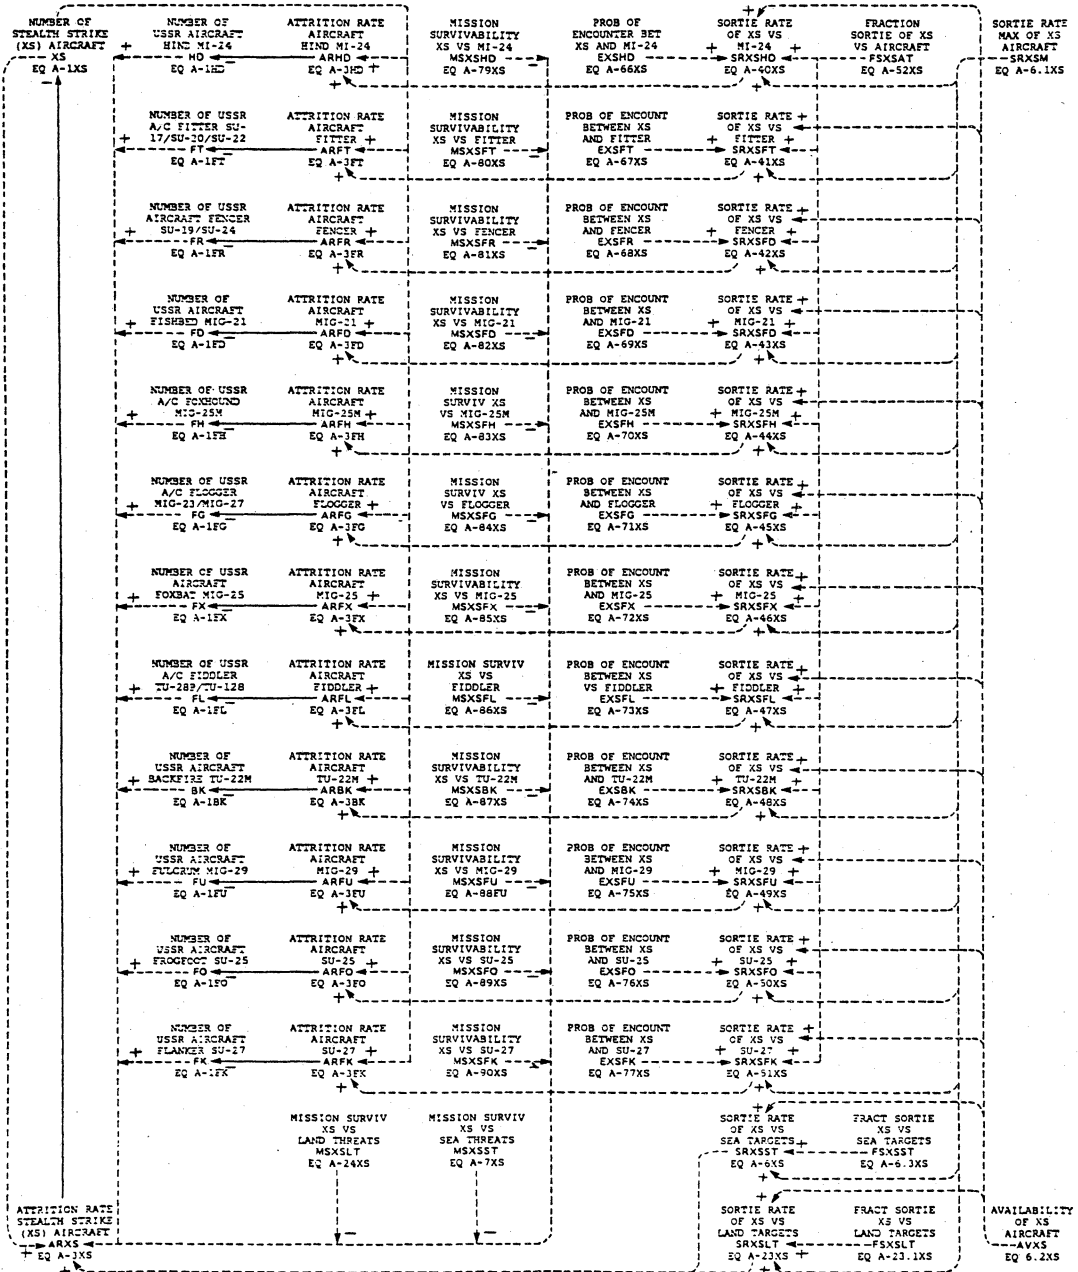 NUMBER OF
STEALTH STRIKE
(XS) AIRCRAFT
XS
EQ A-1XS
NUMBER OF
USSR AIRCRAFT
HIND MI-24
HD
EQ A-1HD
ATTRITION RATE
AIRCRAFT
HIND MI-24
ARHD
EQ A-3HD
MISSION
SURVIVABILITY
XS VS MI-24
MSXSHD
EQ A-79XS
PROB OF
ENCOUNTER BET
XS AND MI-24
EXSHD
EQ A-66XS
SORTIE RATE
OF XS VS
MI-24
SRXSHD
EQ A-40XS
FRACTION
SORTIE OF XS
VS AIRCRAFT
FSXSAT
EQ A-52XS
SORTIE RATE
MAX OF XS
AIRCRAFT
SRXSM
EQ A-6.1XS
NUMBER OF USSR
A/C FITTER SU-
17/SU-20/SU-22
FT
EQ A-1FT
ATTRITION RATE
AIRCRAFT
FITTER
ARFT
EQ A-3FT
MISSION
SURVIVABILITY
XS VS FITTER
MSXSFT
EQ A-80XS
PROB OF ENCOUNT
BETWEEN XS
AND FITTER
EXSFT
EQ A-67XS
SORTIE RATE
OF XS VS
FITTER
SRXSFT
EQ A-41XS
NUMBER OF USSR
AIRCRAFT FENCER
SU-19/SU-24
FR
EQ A-1FR
ATTRITION RATE
AIRCRAFT
FENCER
ARFR
EQ A-3FR
MISSION
SURVIVABILITY
XS VS FENCER
MSXSFR
EQ A-81XS
PROB OF ENCOUNT
BETWEEN XS
AND FENCER
EXSFR
EQ A-68XS
SORTIE RATE
OF XS VS
FENCER
SRXSFD
EQ A-42XS
NUMBER OF
USSR AIRCRAFT
FISHBED MIG-21
FD
EQ A-1FD
ATTRITION RATE
AIRCRAFT
MIG-21
ARFD
EQ A-3FD
MISSION
SURVIVABILITY
XS VS MIG-21
MSXSFD
EQ A-82XS
PROB OF ENCOUNT
BETWEEN XS
AND MIG-21
EXSFD
EQ A-69XS
SORTIE RATE
OF XS VS
MIG-21
SRXSFD
EQ A-43XS
NUMBER OF USSR
A/C FOXHOUND
MIG-25M
FH
EQ A-1FH
ATTRITION RATE
AIRCRAFT
MIG-25M
ARFH
EQ A-3FH
MISSION
SURVIV XS
VS MIG-25M
MSXSFH
EQ A-83XS
PROB OF ENCOUNT
BETWEEN XS
AND MIG-25M
EXSFH
EQ A-70XS
SORTIE RATE
OF XS VS
MIG-25M
SRXSFH
EQ A-44XS
NUMBER OF USSR
A/C FLOGGER
MIG-23/MIG-27
FG
EQ A-1FG
ATTRITION RATE
AIRCRAFT
FLOGGER
ARFG
EQ A-3FG
MISSION
SURVIV XS
VS FLOGGER
MSXSFG
EQ A-84XS
PROB OF ENCOUNT
BETWEEN XS
AND FLOGGER
EXSFG
EQ A-71XS
SORTIE RATE
OF XS VS
FLOGGER
SRXSFG
EQ A-45XS
NUMBER OF USSR
AIRCRAFT
FOXBAT MIG-25
FX
EQ A-1FX
ATTRITION RATE
AIRCRAFT
MIG-25
ARFX
EQ A-3FX
MISSION
SURVIVABILITY
XS VS MIG-25
MSXSFX
EQ A-85XS
PROB OF ENCOUNT
BETWEEN XS
AND MIG-25
EXSFX
EQ A-72XS
SORTIE RATE
OF XS VS
MIG-25
SRXSFX
EQ A-46XS
NUMBER OF USSR
A/C FIDDLER
TU-28P/TU-128
FL
EQ A-1FL
ATTRITION RATE
AIRCRAFT
FIDDLER
ARFL
EQ A-3FL
MISSION SURVIV
XS VS
FIDDLER
MSXSFL
EQ A-86XS
PROB OF ENCOUNT
BETWEEN XS
VS FIDDLER
EXSFL
EQ A-73XS
SORTIE RATE
OF XS VS
FIDDLER
SRXSFL
EQ A-47XS
NUMBER OF
USSR AIRCRAFT
BACKFIRE TU-22M
BK
EQ A-1BK
ATTRITION RATE
AIRCRAFT
TU-22M
ARBK
EQ A-3BK
MISSION
SURVIVABILITY
XS VS TU-22M
MSXSBK
EQ A-87XS
PROB OF ENCOUNT
BETWEEN XS
AND TU-22M
EXSBK
EQ A-74XS
SORTIE RATE
OF XS VS
TU-22M
SRXSBK
EQ A-48XS
NUMBER OF
USSR AIRCRAFT
FULCRUM MIG-29
FU
EQ A-1FU
ATTRITION RATE
AIRCRAFT
MIG-29
ARFU
EQ A-3FU
MISSION
SURVIVABILITY
XS VS MIG-29
MSXSFU
EQ A-88FU
PROB OF ENCOUNT
BETWEEN XS
AND MIG-29
EXSFU
EQ A-75XS
SORTIE RATE
OF XS VS
MIG-29
SRXSFU
EQ A-49XS
NUMBER OF
USSR AIRCRAFT
FROGFOOT SU-25
FO
EQ A-1FO
ATTRITION RATE
AIRCRAFT
SU-25
ARFO
EQ A-3FO
MISSION
SURVIVABILITY
XS VS SU-25
MSXSFO
EQ A-89XS
PROB OF ENCOUNT
BETWEEN XS
AND SU-25
EXSFO
EQ A-76XS
SORTIE RATE
OF XS VS
SU-25
SRXSFO
EQ A-50XS
NUMBER OF
USSR AIRCRAFT
FLANKER SU-27
FK
EQ A-1FK
ATTRITION RATE
AIRCRAFT
SU-27
ARFK
EQ A-3FK
MISSION
SURVIVABILITY
XS VS SU-27
MSXSFK
EQ A-90XS
PROB OF ENCOUNT
BETWEEN XS
AND SU-27
EXSFK
EQ A-77XS
SORTIE RATE
OF XS VS
SU-27
SRXSFK
EQ A-51XS
MISSION SURVIV
XS VS
LAND THREATS
MSXSLT
EQ A-24XS
MISSION SURVIV
XS VS
SEA THREATS
MSXSST
EQ A-7XS
SORTIE RATE
OF XS VS
SEA TARGETS
SRXSST
EQ A-6XS
FRACT SORTIE
XS VS
SEA TARGETS
FSXSST
EQ A-6.3XS
ATTRITION RATE
STEALTH STRIKE
(XS) AIRCRAFT
ARXS
EQ A-3XS
SORTIE RATE
OF XS VS
LAND TARGETS
SRXSLT
EQ A-23XS
FRACT SORTIE
XS VS
LAND TARGETS
FSXSLT
EQ A-23.1XS
AVAILABILITY
OF XS
AIRCRAFT
AVXS
EQ 6.2XS